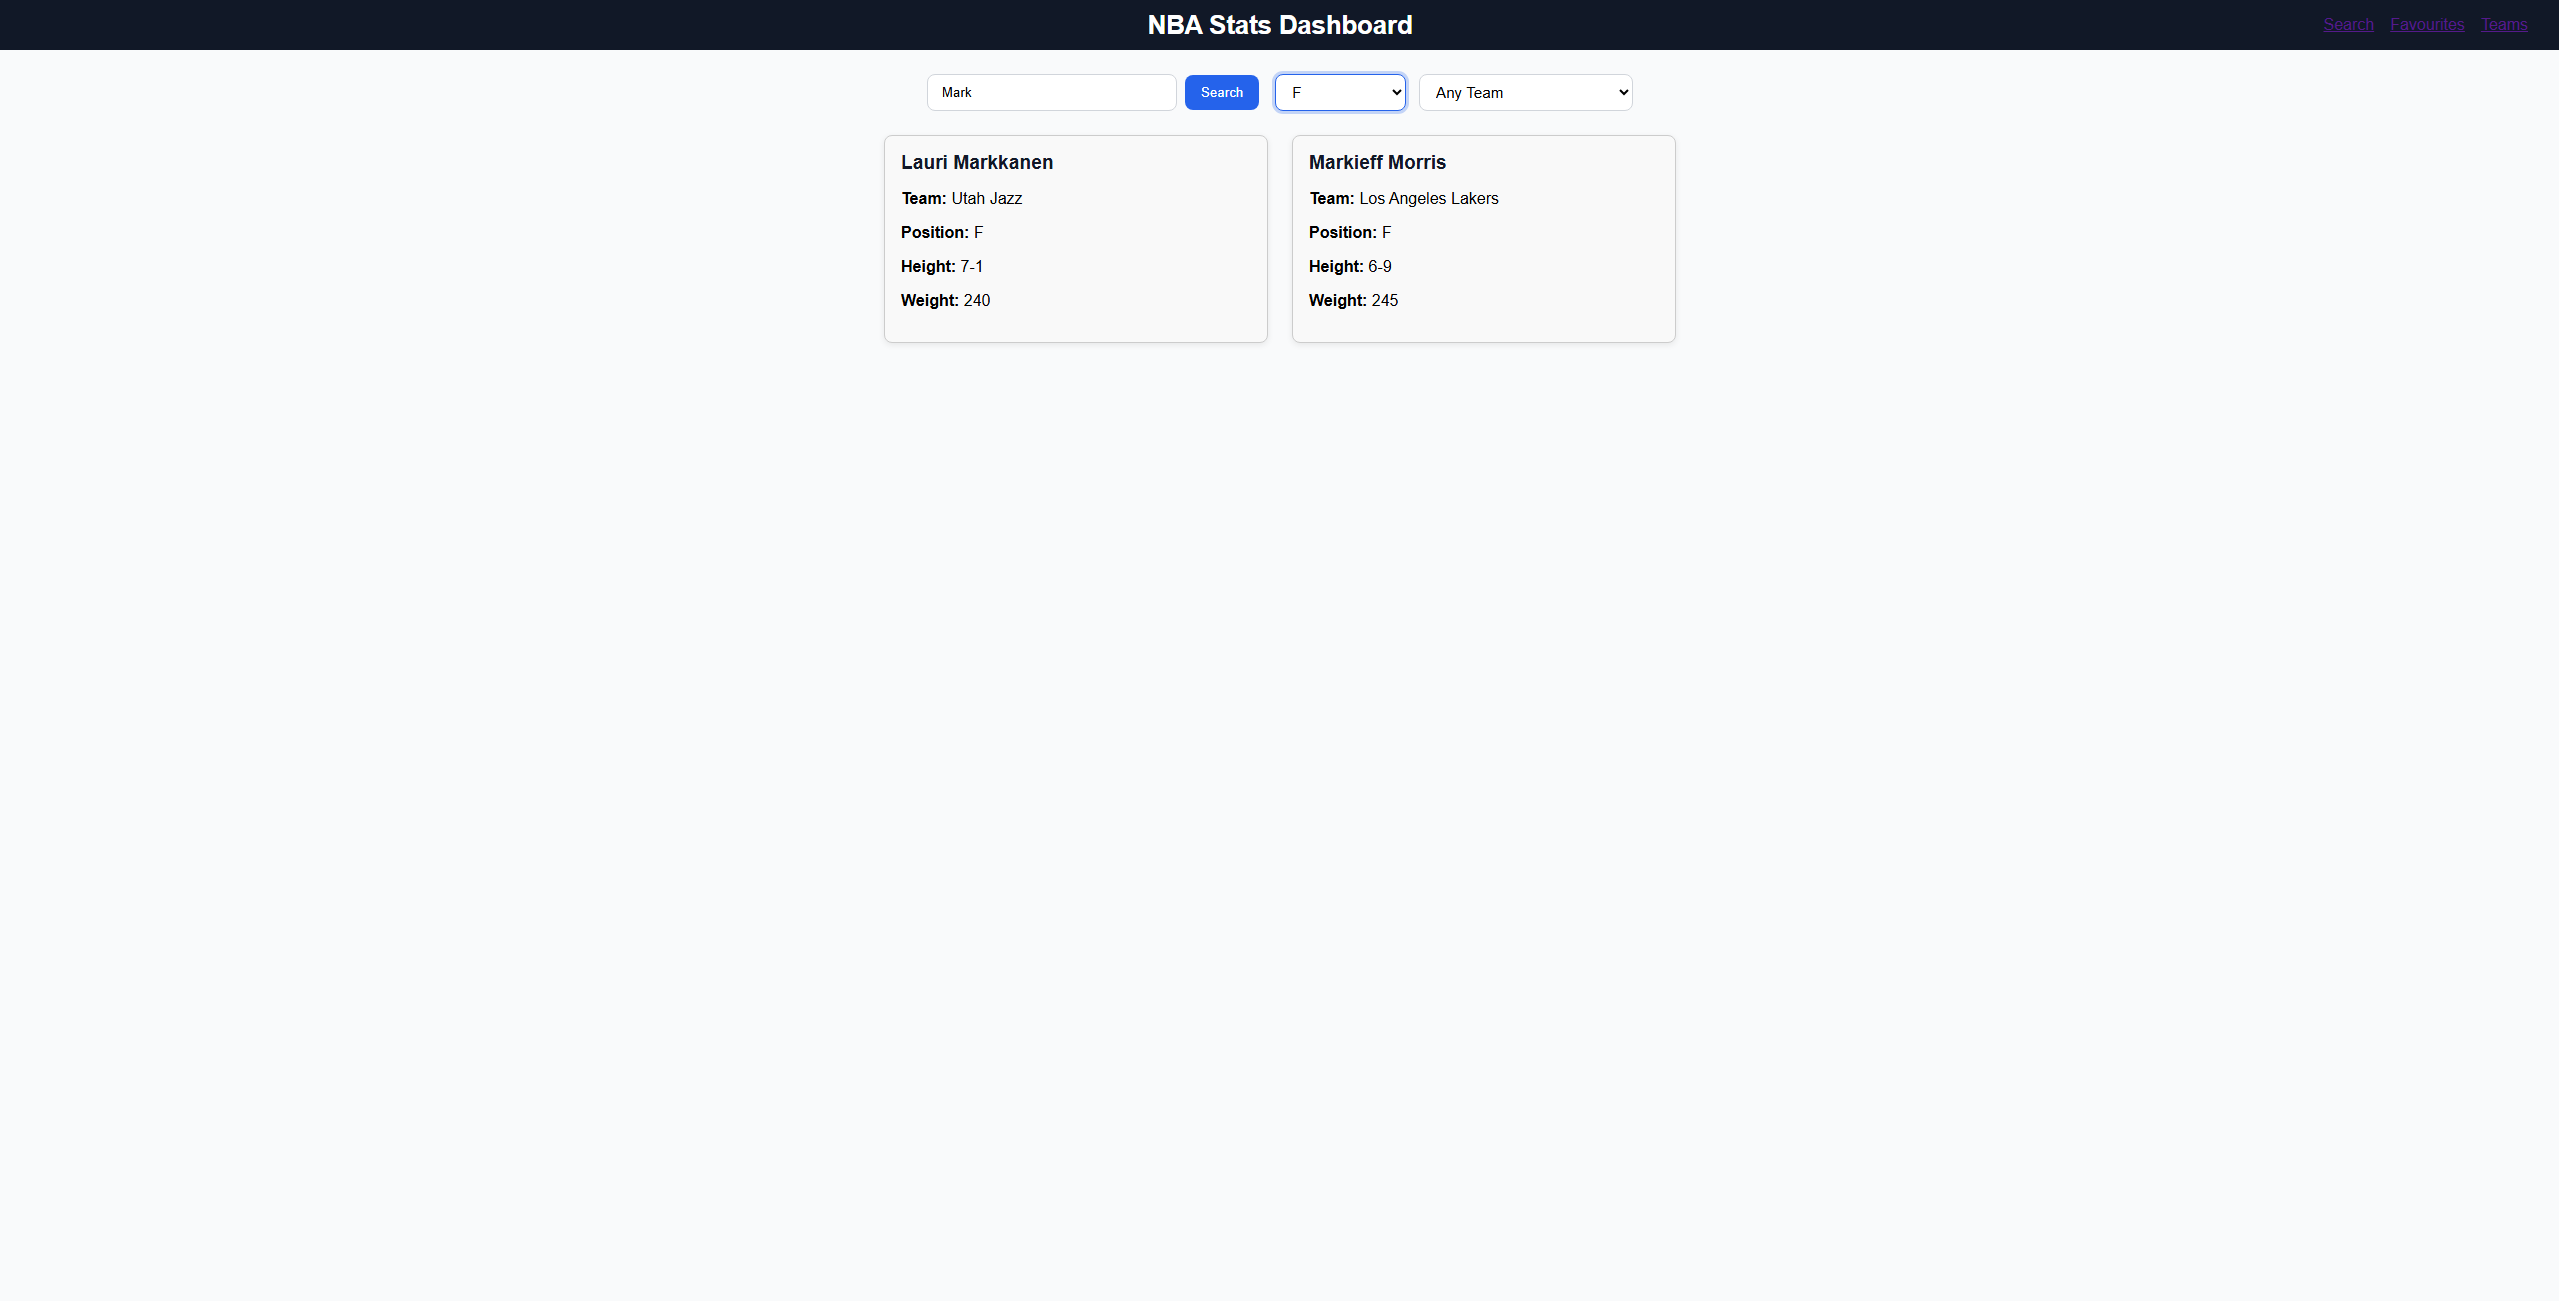 NBA Stats Dashboard
Search Favourites Teams
Mark Search F Any Team
Lauri Markkanen
Team: Utah Jazz
Position: F
Height: 7-1
Weight: 240
Markieff Morris
Team: Los Angeles Lakers
Position: F
Height: 6-9
Weight: 245